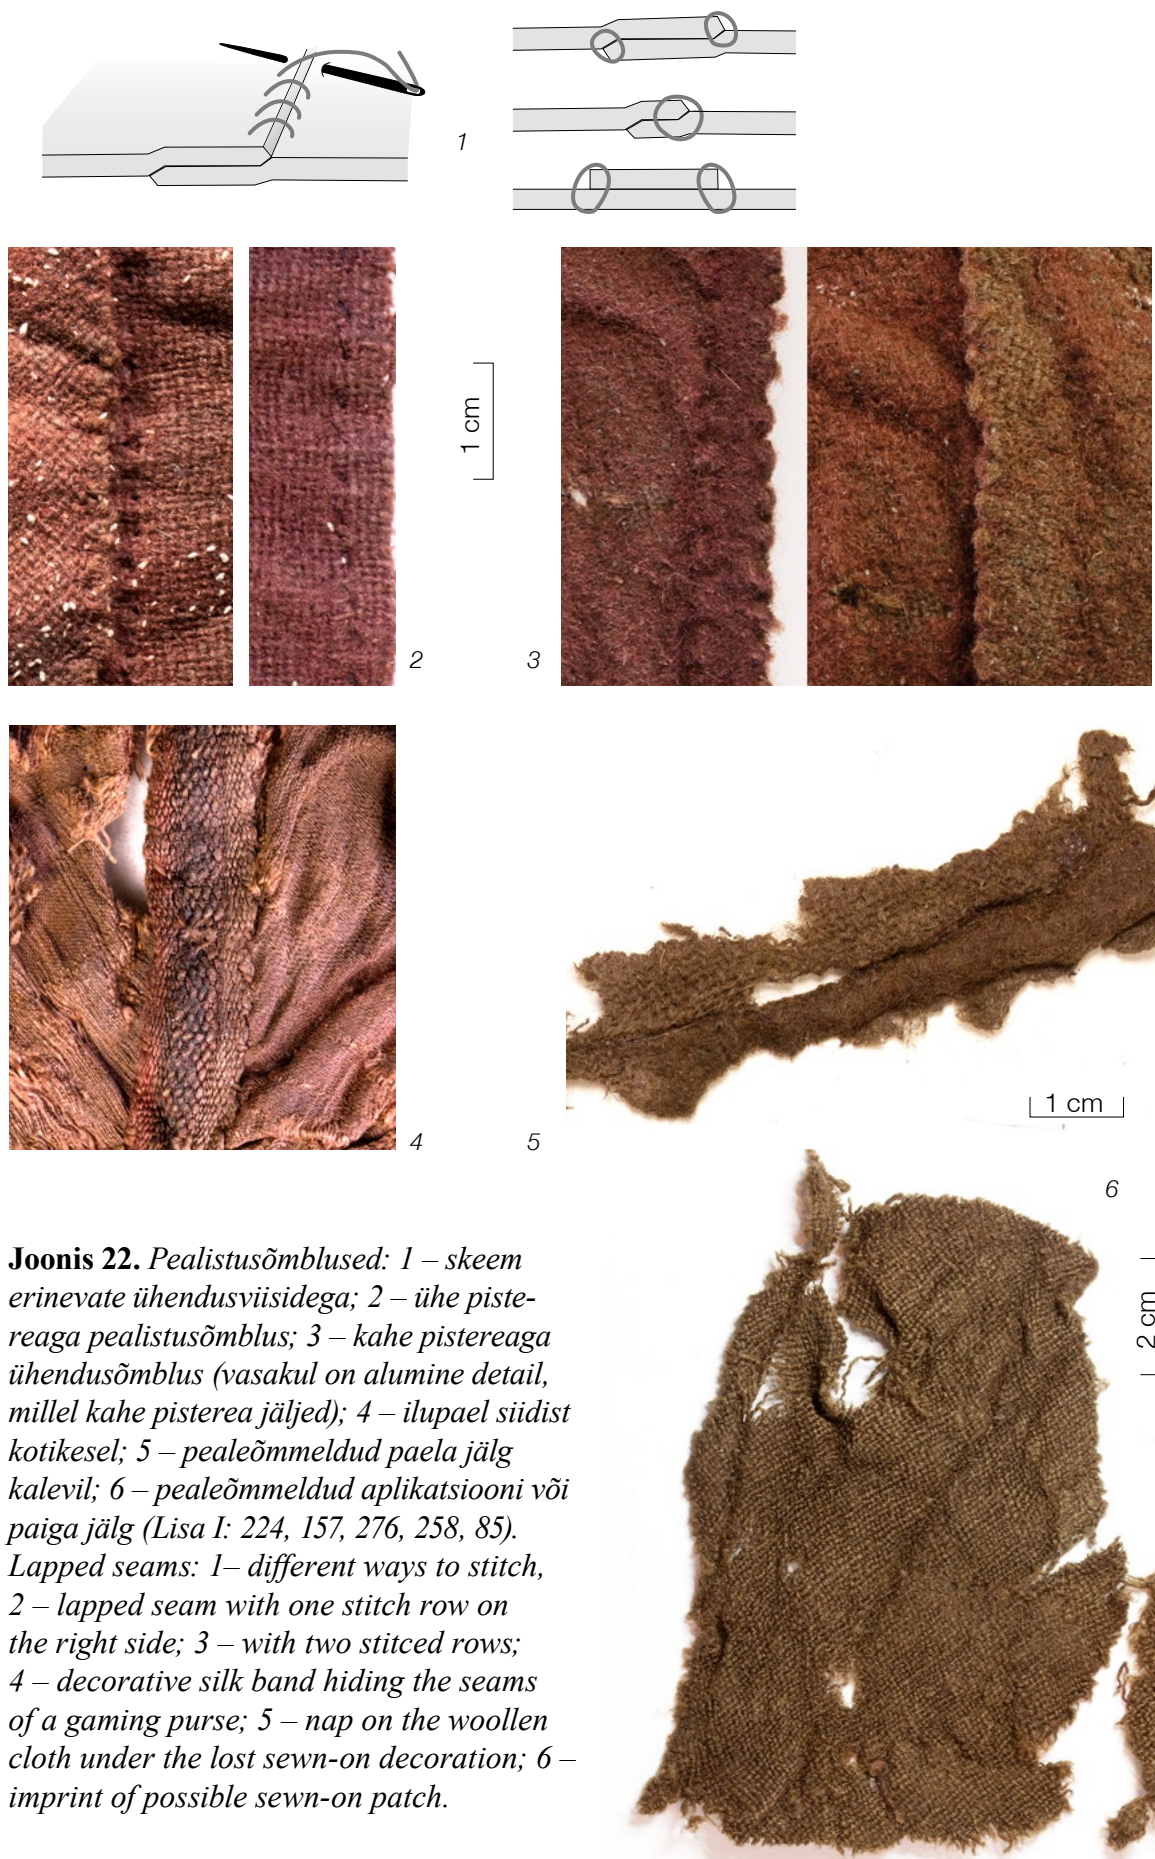 1
1 cm
2
3
4
5
1 cm
6
2 cm
Joonis 22. Pealistusõmblused: 1 – skeem
erinevate ühendusviisidega; 2 – ühe piste-
reaga pealistusõmblus; 3 – kahe pistereaga
ühendusõmblus (vasakul on alumine detail,
millel kahe pisterea jäljed); 4 – ilupael siidist
kotikesel; 5 – pealeõmmeldud paela jälg
kalevil; 6 – pealeõmmeldud aplikatsiooni või
paiga jälg (Lisa I: 224, 157, 276, 258, 85).
Lapped seams: 1– different ways to stitch,
2 – lapped seam with one stitch row on
the right side; 3 – with two stitced rows;
4 – decorative silk band hiding the seams
of a gaming purse; 5 – nap on the woollen
cloth under the lost sewn-on decoration; 6 –
imprint of possible sewn-on patch.